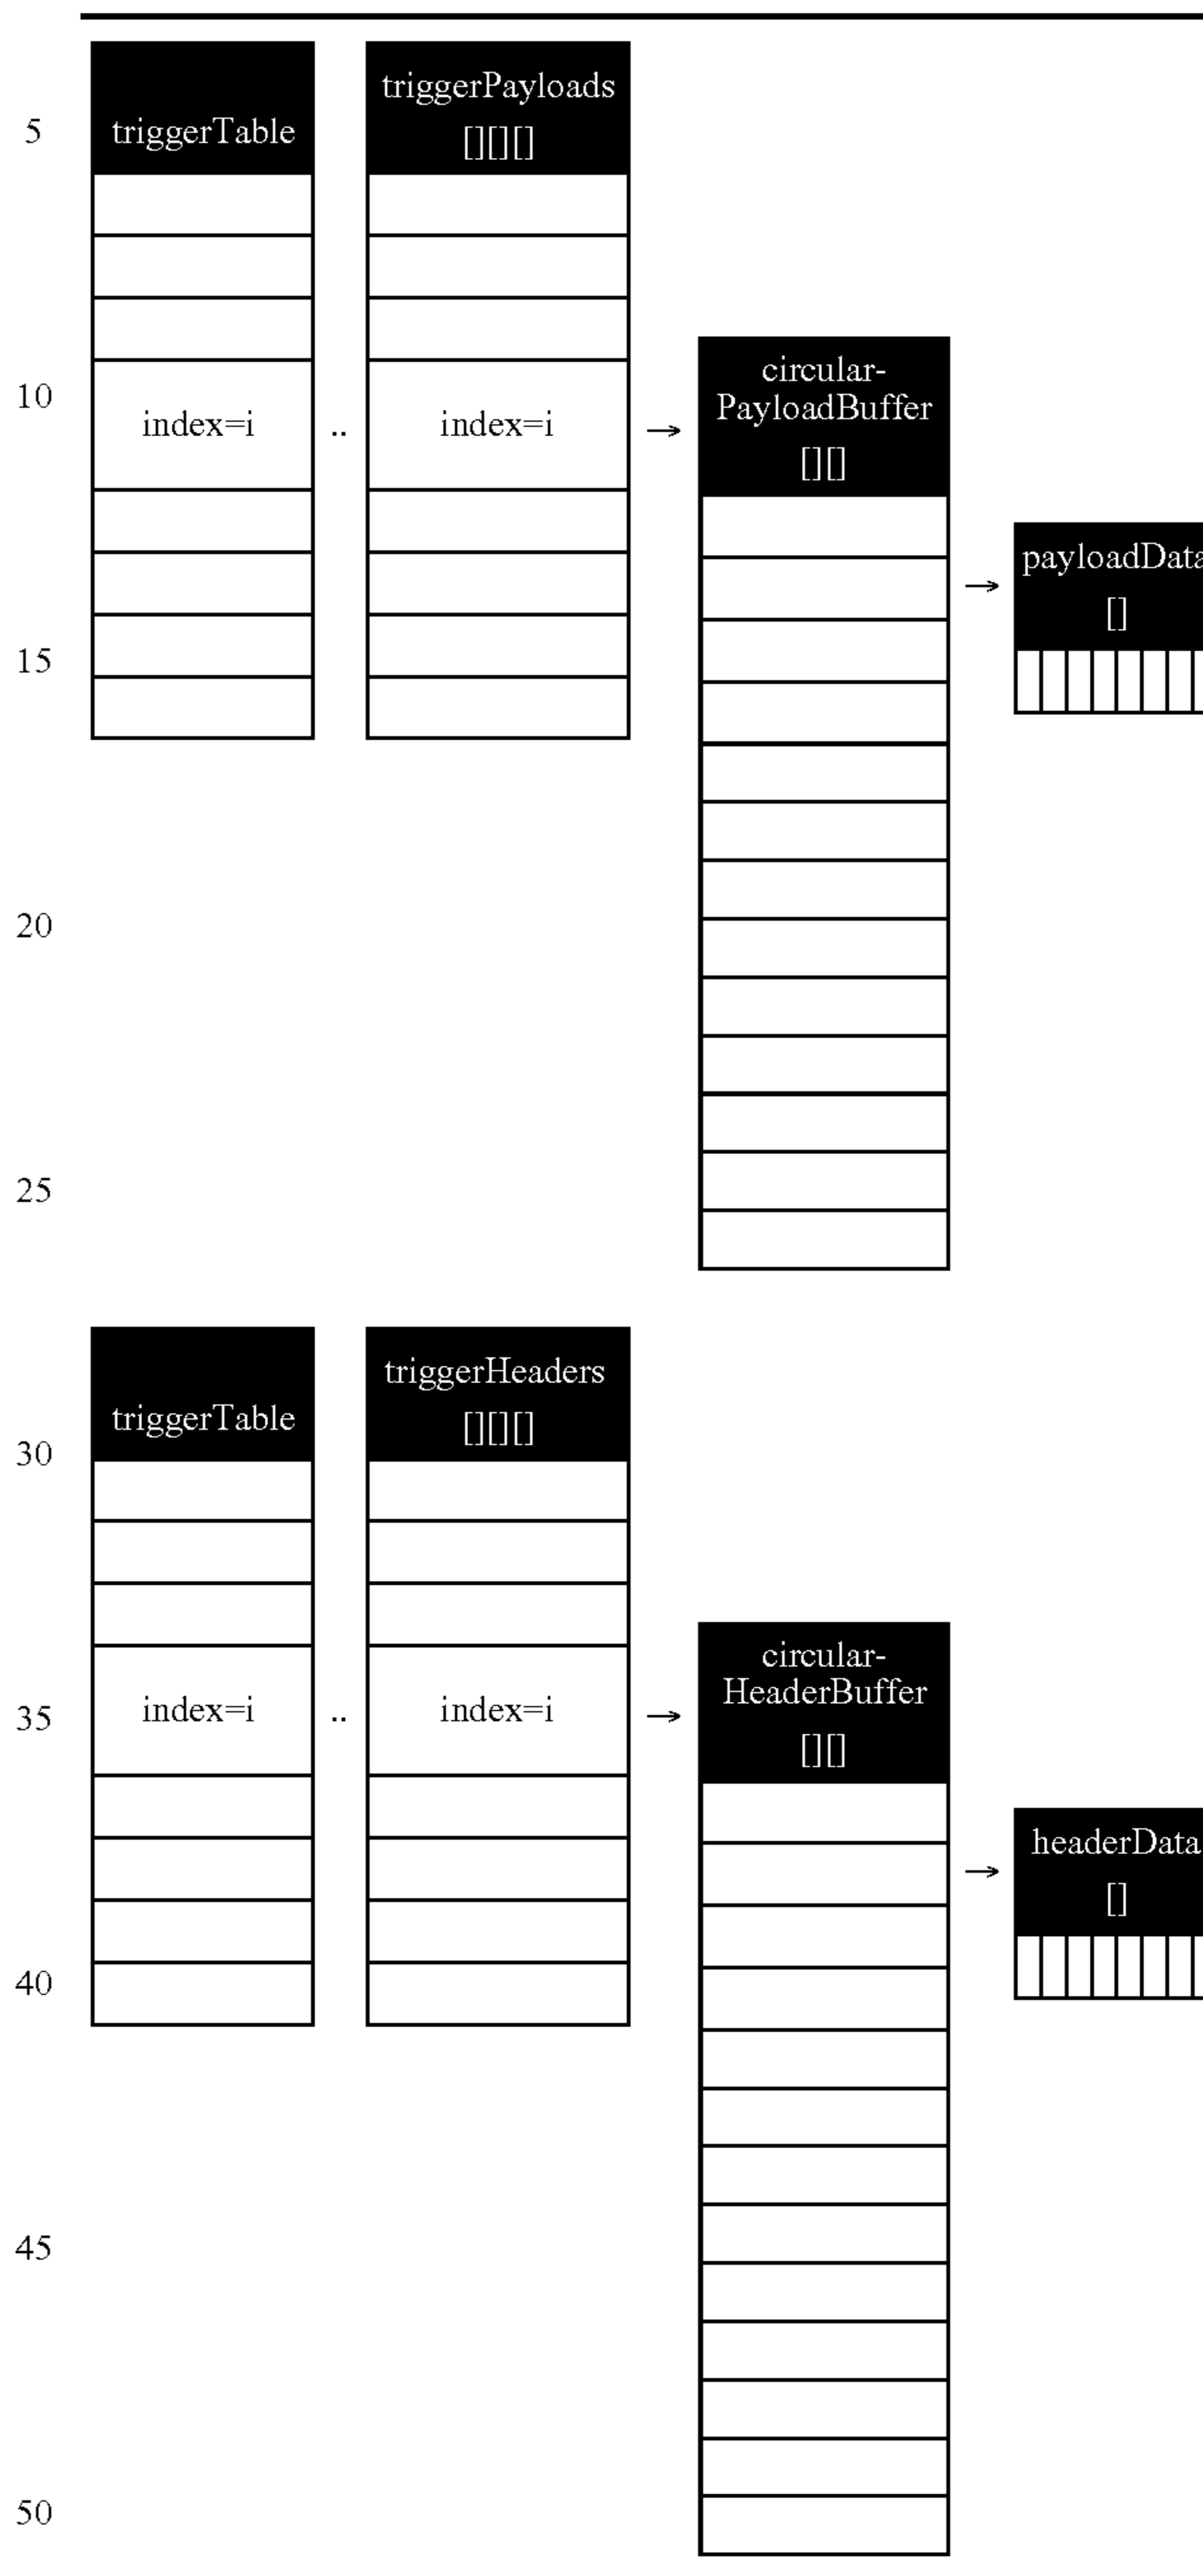 triggerPayloads
5
triggerTable
[][][]
circular-
10
PayloadBuffer
index=i
..
index=i
→
[][]
payloadData
→
[]
15
20
25
triggerHeaders
triggerTable
[][][]
30
circular-
HeaderBuffer
35
index=i
..
index=i
→
[][]
headerData
→
[]
40
45
50